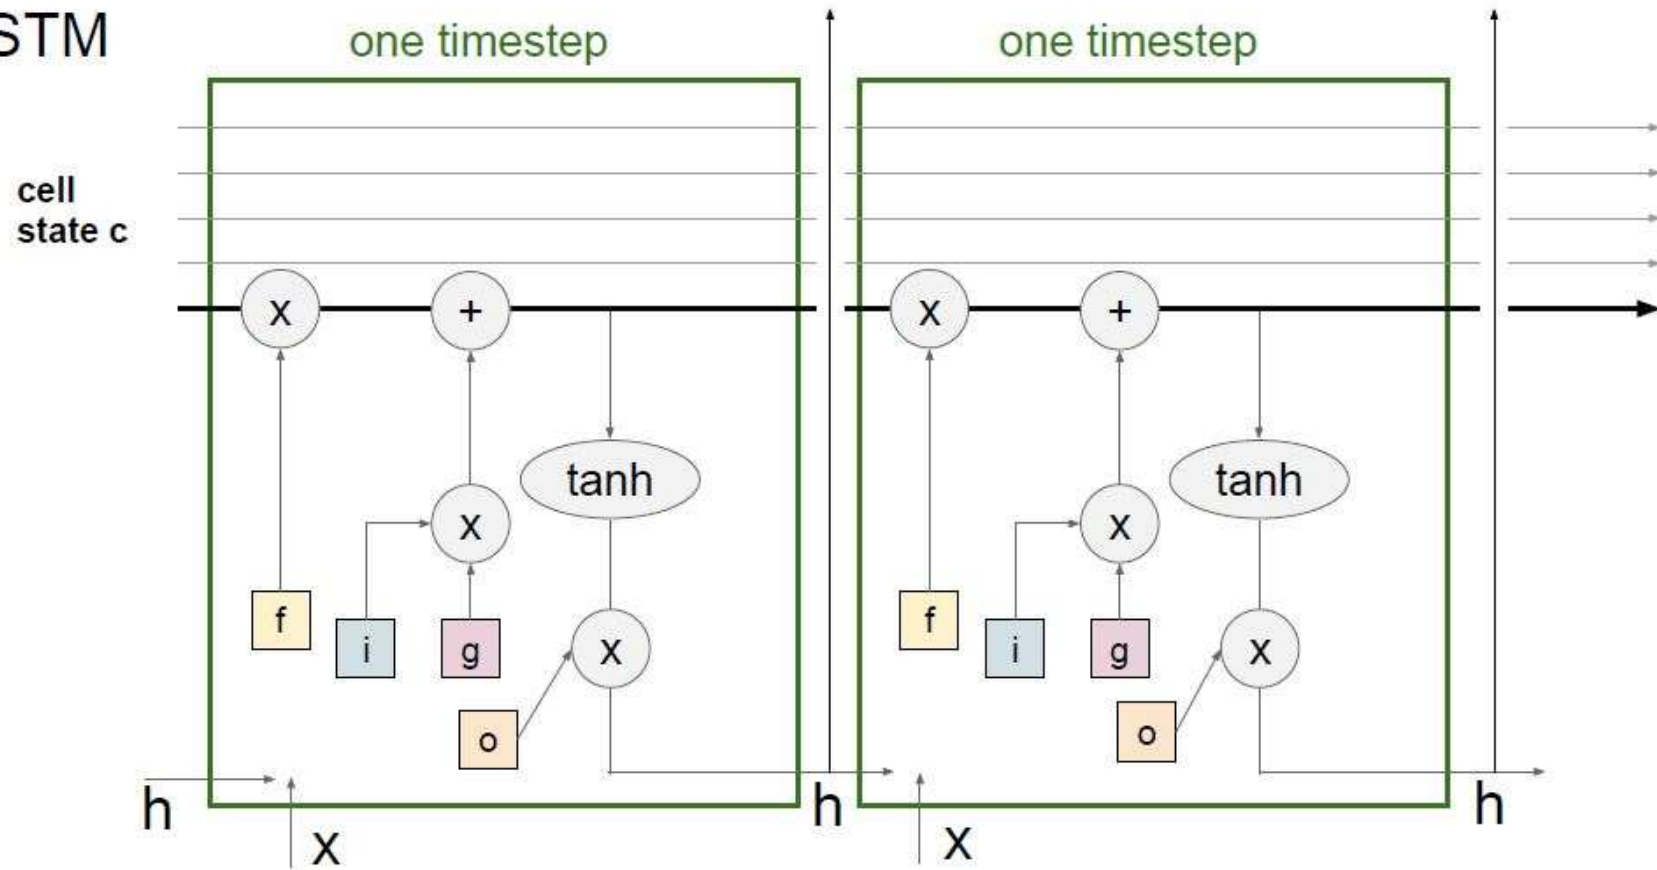 STM
one timestep
one timestep
cell
state c
x
+
x
+
tanh
tanh
x
x
f
i
g
x
f
i
g
x
o
o
h
x
h
x
h